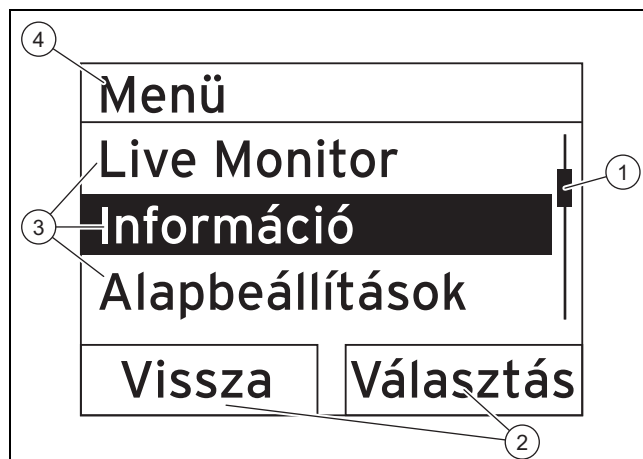 4
Menü
Live Monitor
1
Információ
3
Alapbeállítások
Vissza
Választás
2